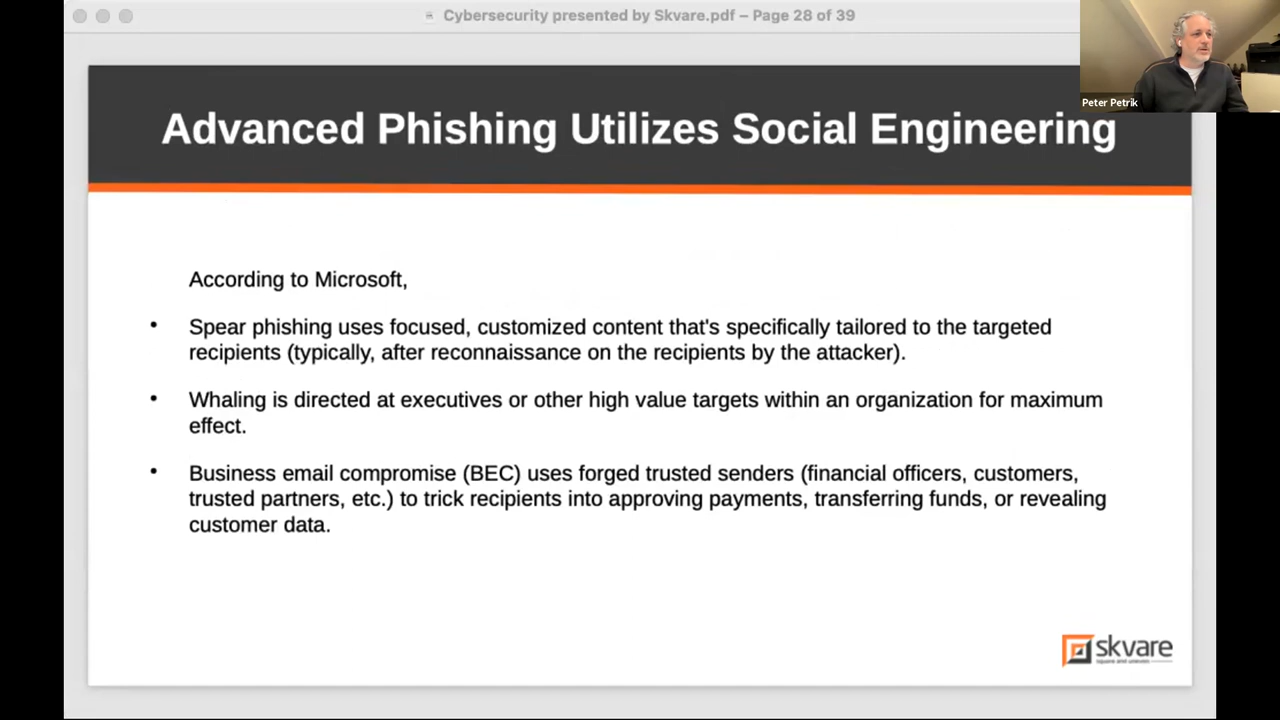 Cybersecurity presented by Skvare.pdf – Page 28 of 39
Peter Petrik
Advanced Phishing Utilizes Social Engineering
According to Microsoft,
• Spear phishing uses focused, customized content that's specifically tailored to the targeted
recipients (typically, after reconnaissance on the recipients by the attacker).
• Whaling is directed at executives or other high value targets within an organization for maximum
effect.
• Business email compromise (BEC) uses forged trusted senders (financial officers, customers,
trusted partners, etc.) to trick recipients into approving payments, transferring funds, or revealing
customer data.
skvare